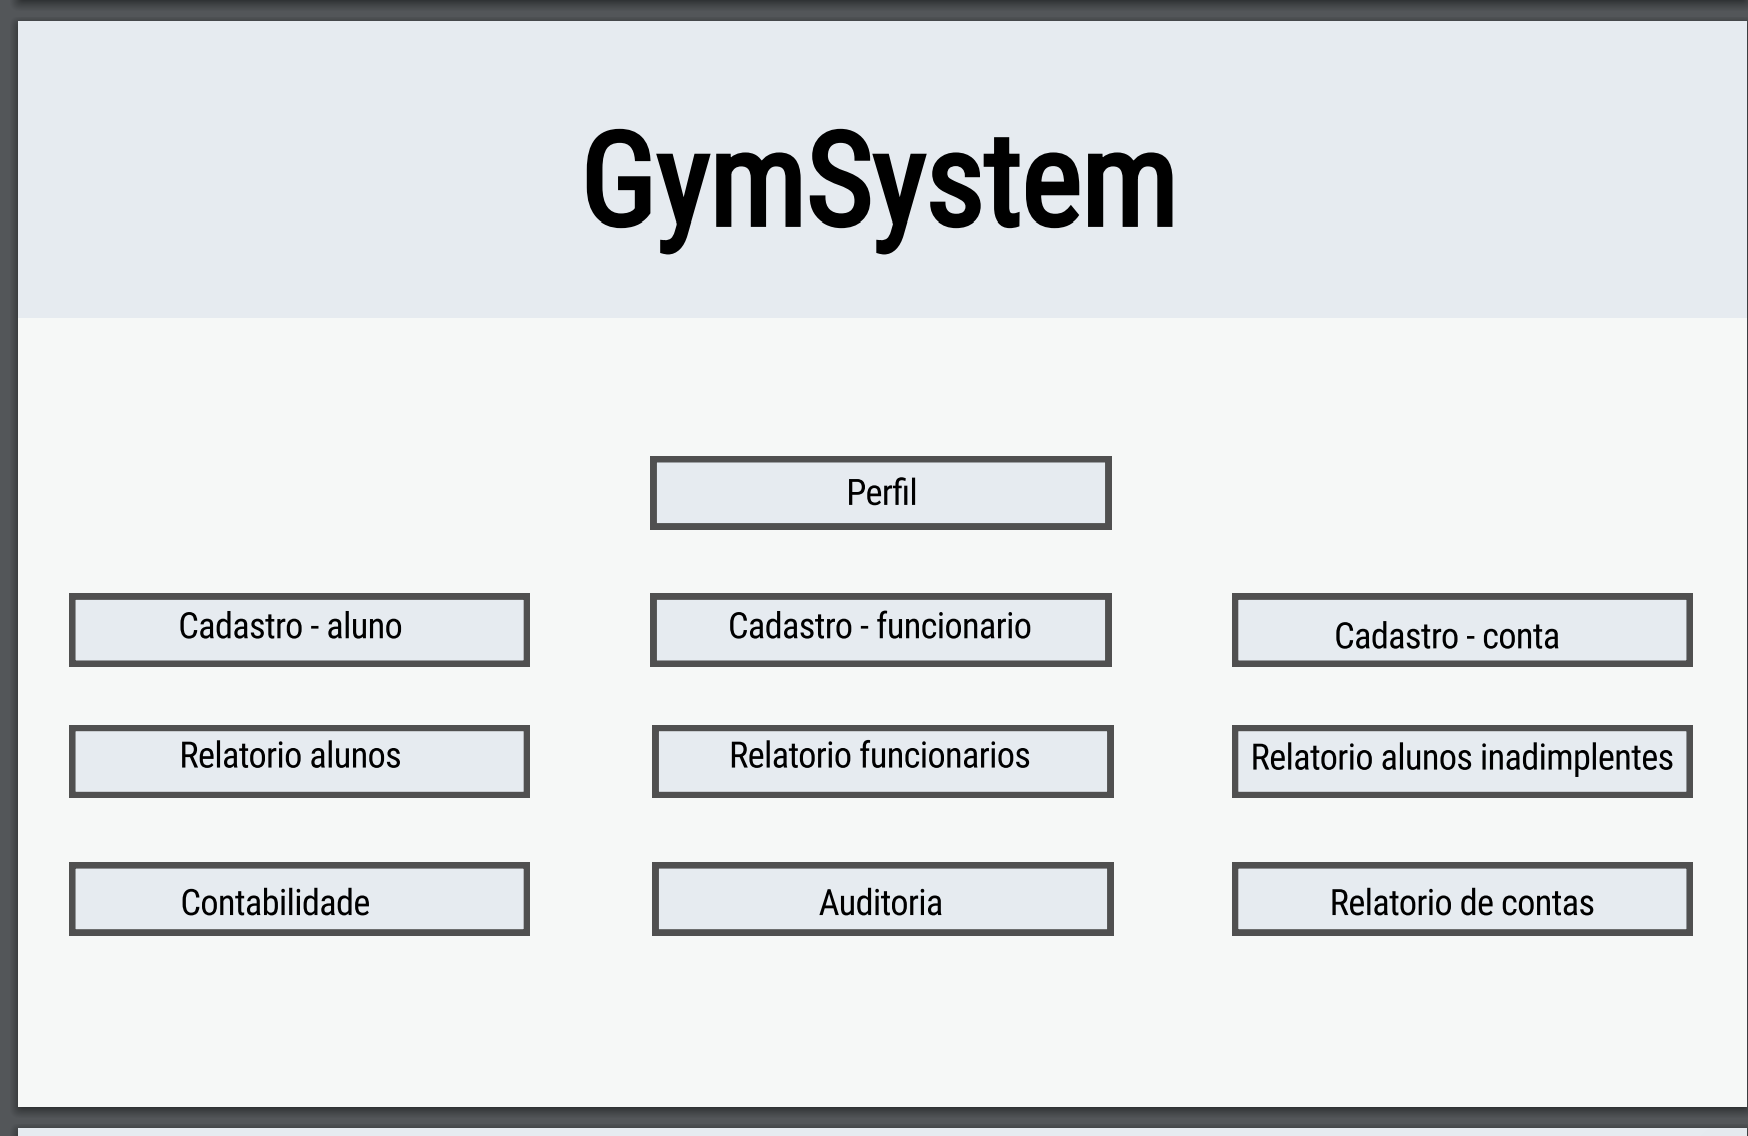 GymSystem
Perfil
Cadastro - aluno
Cadastro - funcionario
Cadastro - conta
Relatorio alunos
Relatorio funcionarios
Relatorio alunos inadimplentes
Contabilidade
Auditoria
Relatorio de contas